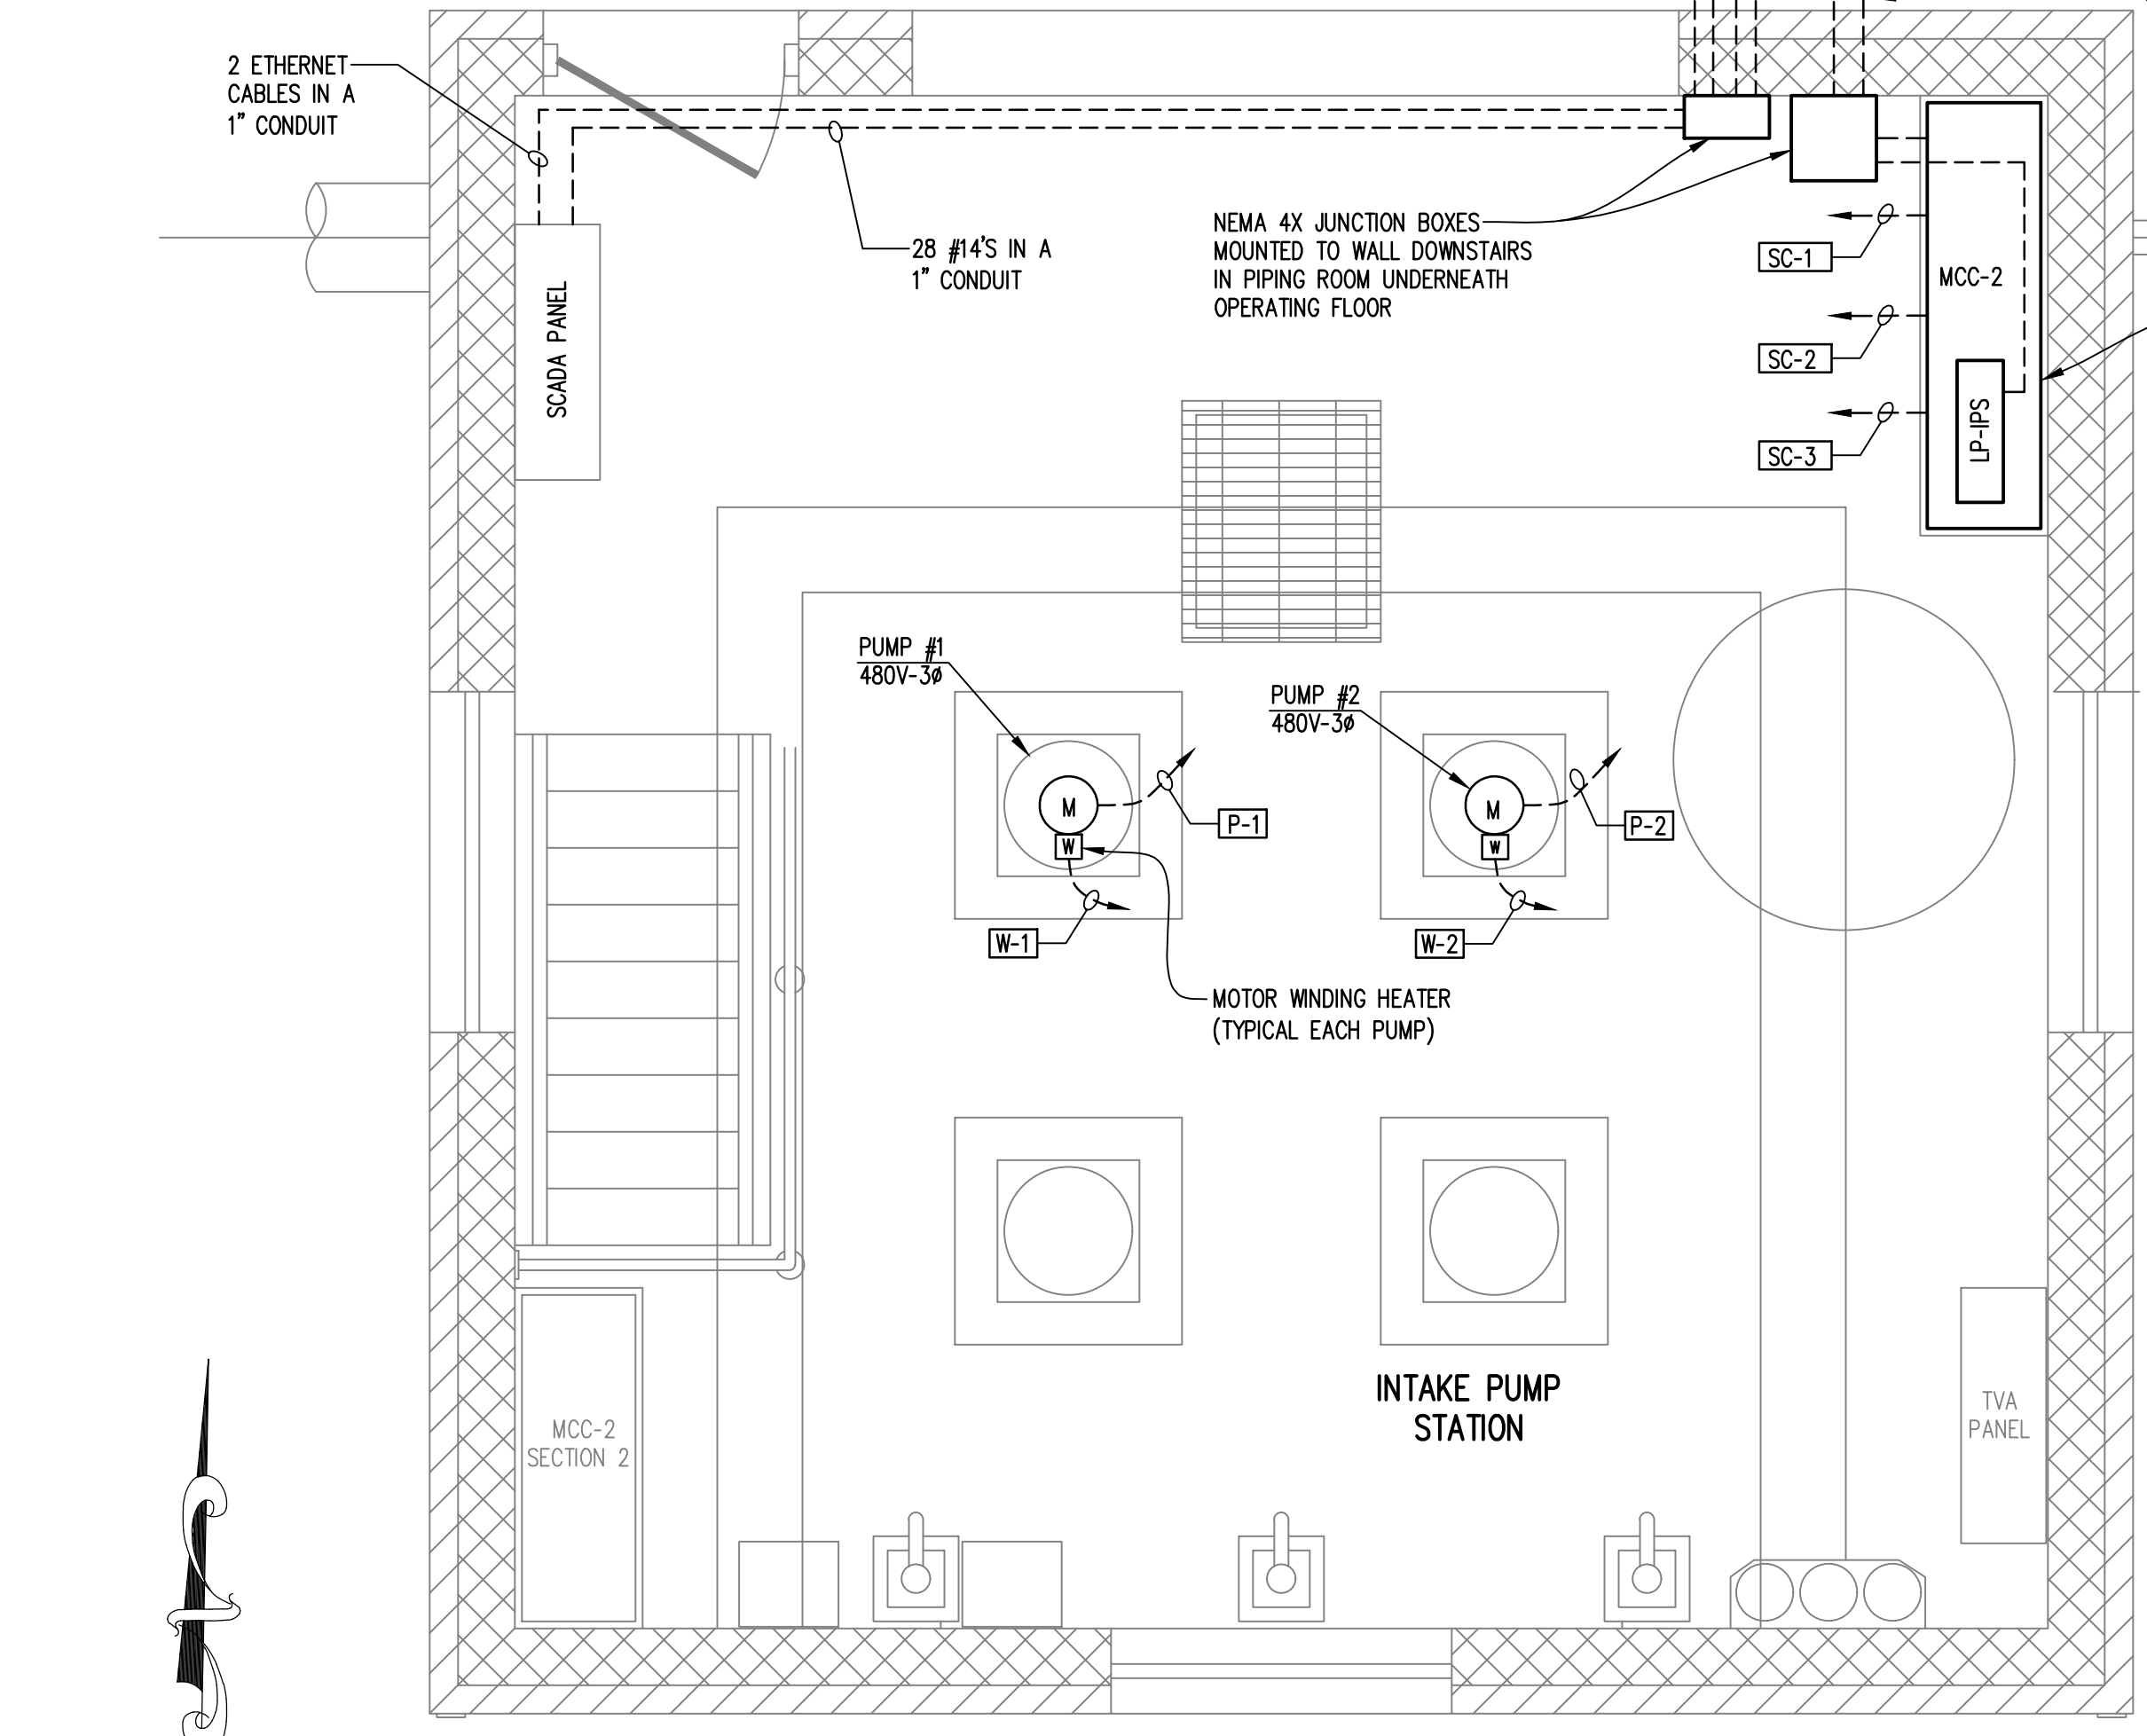 2 ETHERNET
CABLES IN A
1" CONDUIT
28 #14'S IN A
1" CONDUIT
NEMA 4X JUNCTION BOXES
MOUNTED TO WALL DOWNSTAIRS
IN PIPING ROOM UNDERNEATH
OPERATING FLOOR
SC-1
MCC-2
SC-2
SC-3
LP-IPS
SCADA PANEL
PUMP #1
480V-3ø
PUMP #2
480V-3ø
M
W
P-1
W-1
M
W
P-2
W-2
MOTOR WINDING HEATER
(TYPICAL EACH PUMP)
INTAKE PUMP
STATION
MCC-2
SECTION 2
TVA
PANEL